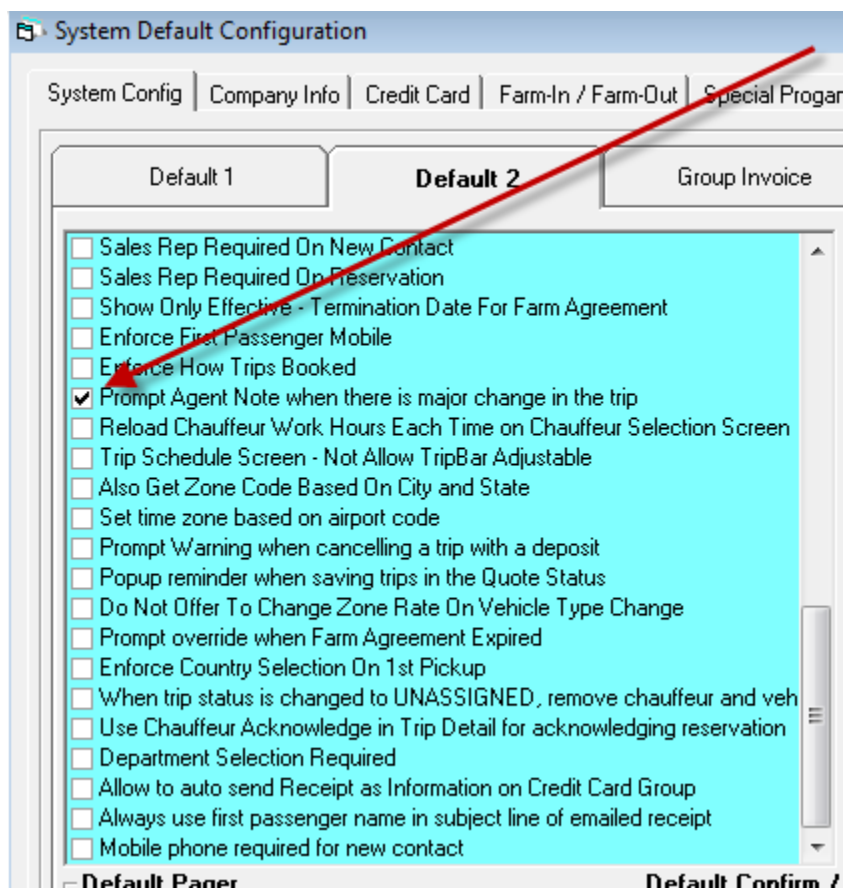 System Default Configuration
System Config Company Info Credit Card Farm-In / Farm-Out Special Progar
Default 1 Default 2 Group Invoice
Sales Rep Required On New Contact
Sales Rep Required On Reservation
Show Only Effective - Termination Date For Farm Agreement
Enforce First Passenger Mobile
Enforce How Trips Booked
Prompt Agent Note when there is major change in the trip
Reload Chauffeur Work Hours Each Time on Chauffeur Selection Screen
Trip Schedule Screen - Not Allow TripBar Adjustable
Also Get Zone Code Based On City and State
Set time zone based on airport code
Prompt Warning when cancelling a trip with a deposit
Popup reminder when saving trips in the Quote Status
Do Not Offer To Change Zone Rate On Vehicle Type Change
Prompt override when Farm Agreement Expired
Enforce Country Selection On 1st Pickup
When trip status is changed to UNASSIGNED, remove chauffeur and veh
Use Chauffeur Acknowledge in Trip Detail for acknowledging reservation
Department Selection Required
Allow to auto send Receipt as Information on Credit Card Group
Always use first passenger name in subject line of emailed receipt
Mobile phone required for new contact
Default Pager Default Confirm /